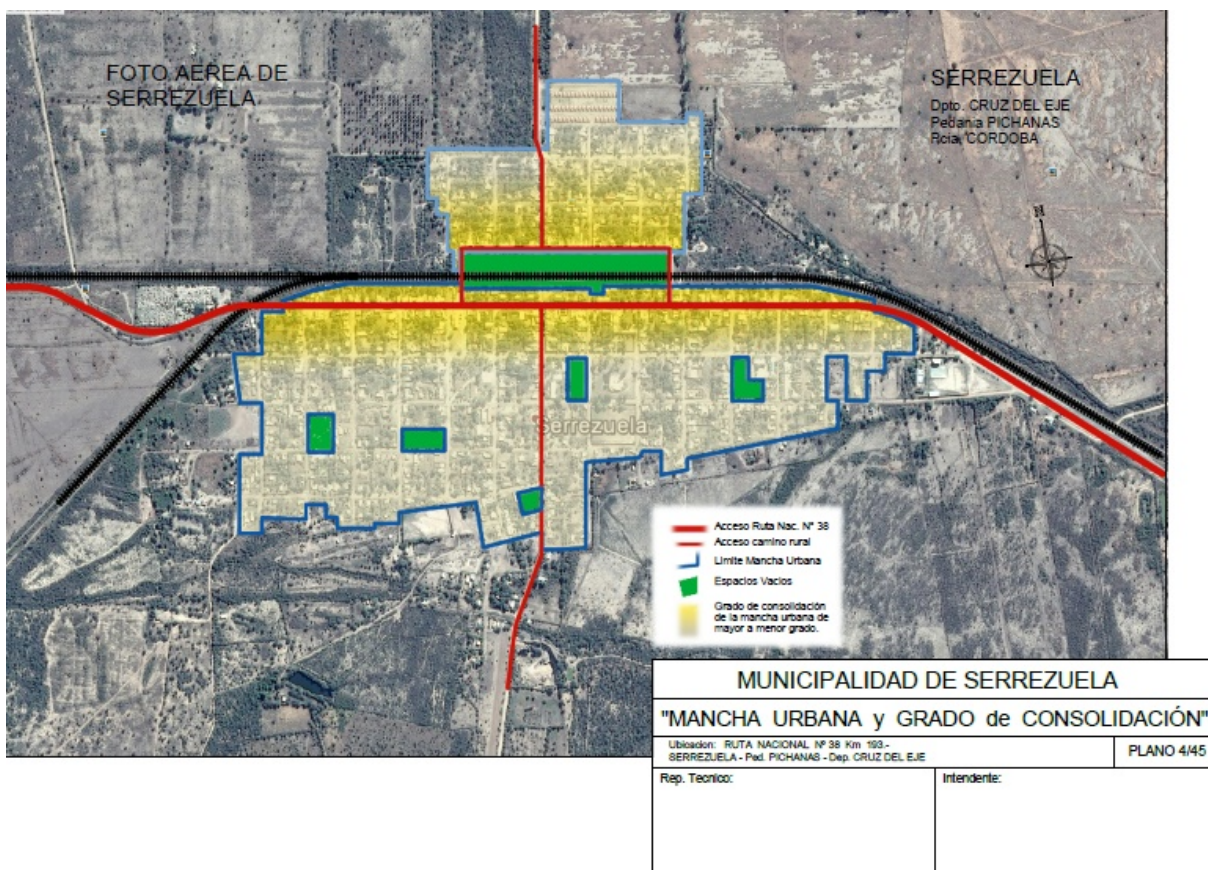 FOTO AEREA DE
SERREZUELA
SERREZUELA
Dpto. CRUZ DEL EJE
Pedania PICHANAS
Pcia. CORDOBA
N
Serrezuela
Acceso Ruta Nac. N° 38
Acceso camino rural
Limite Mancha Urbana
Espacios Vacios
Grado de consolidación
de la mancha urbana de
mayor a menor grado.
MUNICIPALIDAD DE SERREZUELA
"MANCHA URBANA y GRADO de CONSOLIDACIÓN"
Ubicacion: RUTA NACIONAL N° 38 Km 193.-
SERREZUELA - Ped. PICHANAS - Dep. CRUZ DEL EJE
PLANO 4/45
Rep. Tecnico:
Intendente: